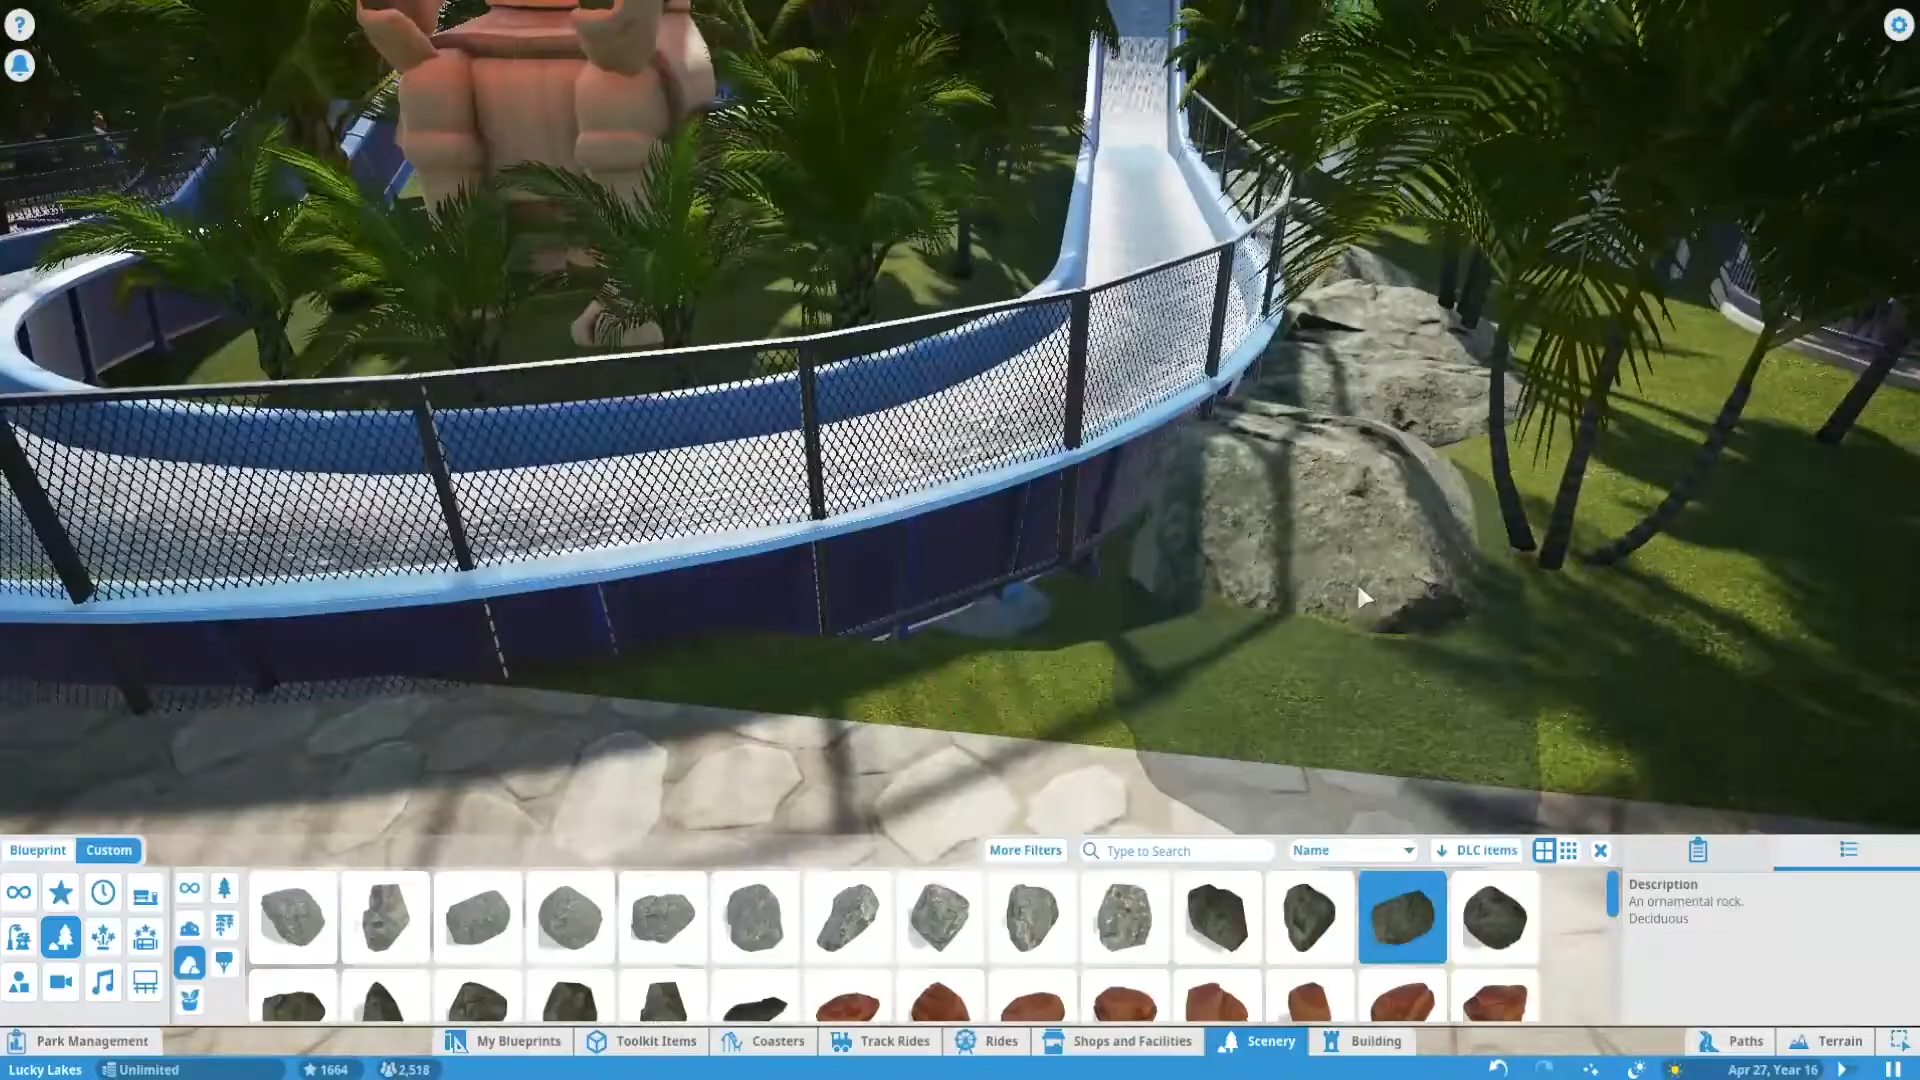 ?
Blueprint Custom More Filters Type to Search Name DLC items
Description
An ornamental rock.
Deciduous
Park Management My Blueprints Toolkit Items Coasters Track Rides Rides Shops and Facilities Scenery Building Paths Terrain
Lucky Lakes Unlimited 1664 2,518 Apr 27, Year 16